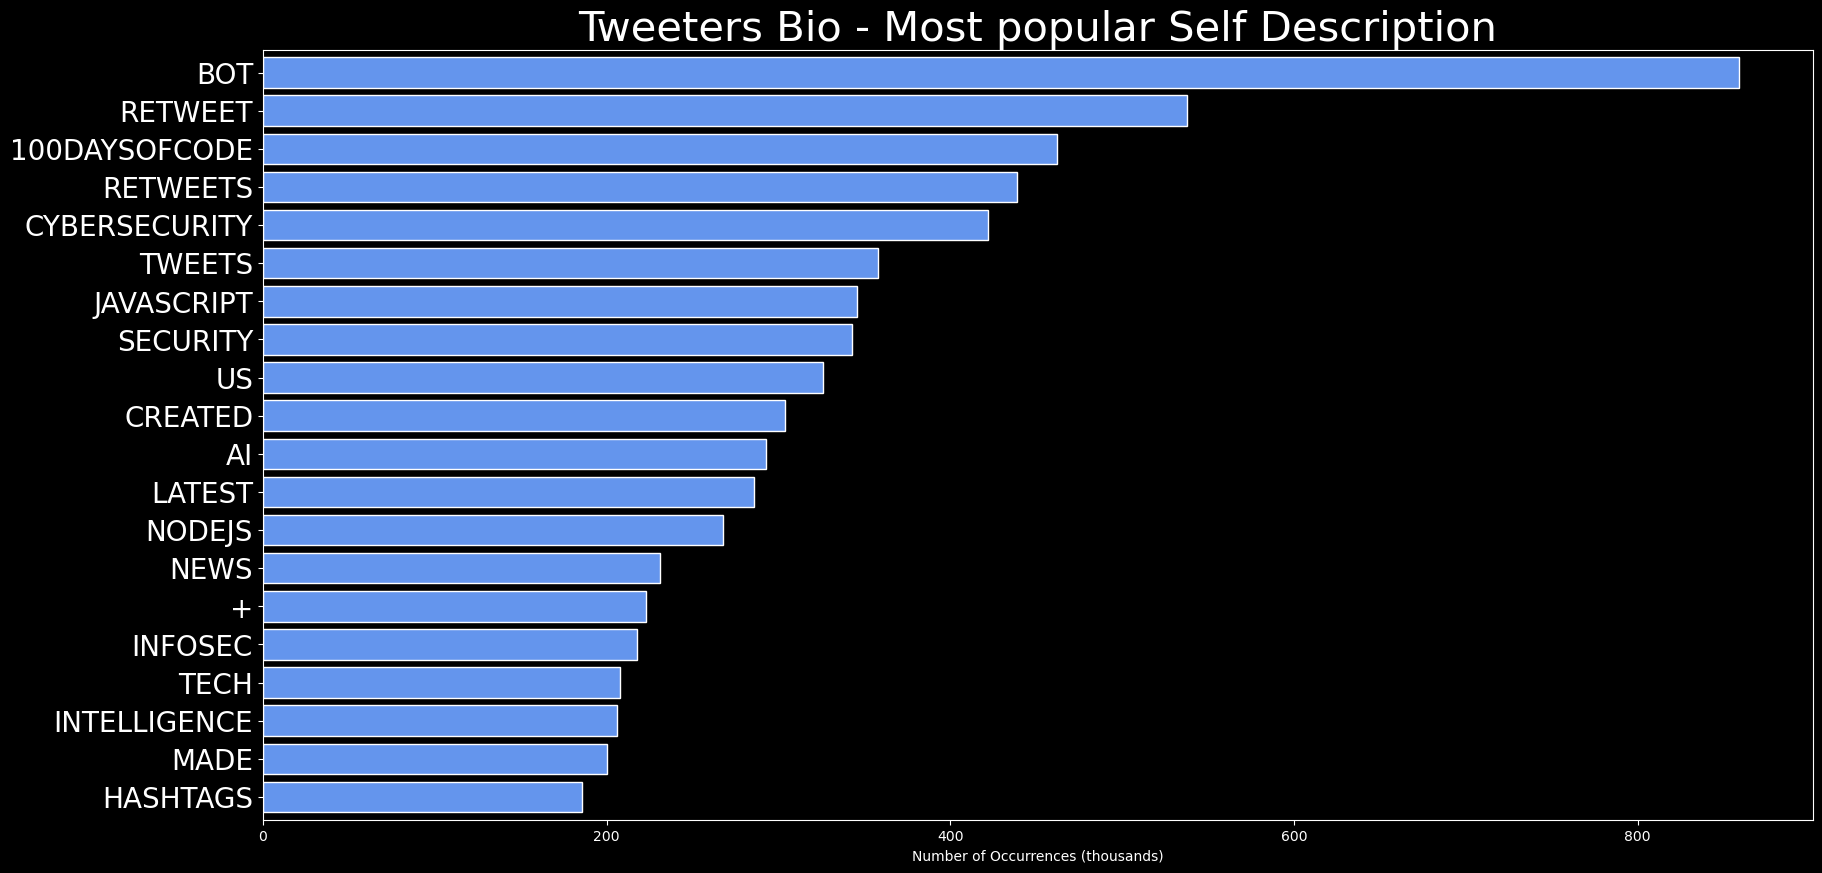 Tweeters Bio - Most popular Self Description
BOT
RETWEET
100DAYSOFCODE
RETWEETS
CYBERSECURITY
TWEETS
JAVASCRIPT
SECURITY
US
CREATED
AI
LATEST
NODEJS
NEWS
+
INFOSEC
TECH
INTELLIGENCE
MADE
HASHTAGS
0 200 400 600 800
Number of Occurrences (thousands)